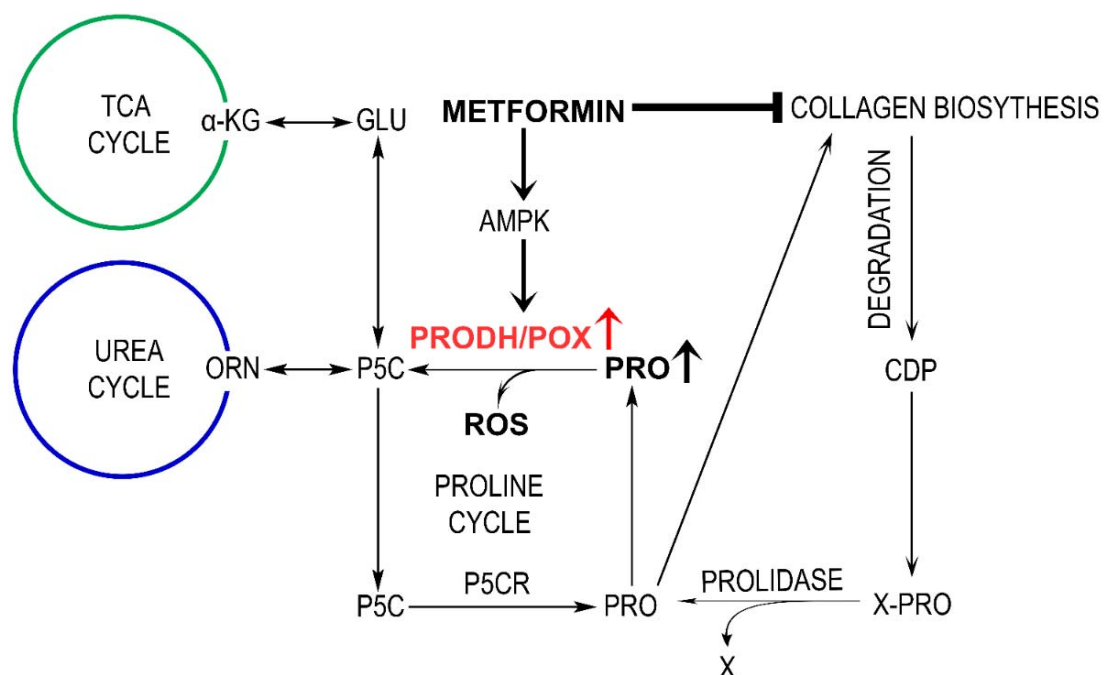 TCA
CYCLE
α-KG
GLU
METFORMIN
COLLAGEN BIOSYTHESIS
AMPK
DEGRADATION
UREA
CYCLE
ORN
P5C
PRODH/POX
PRO
ROS
CDP
PROLINE
CYCLE
P5C
P5CR
PRO
PROLIDASE
X-PRO
X